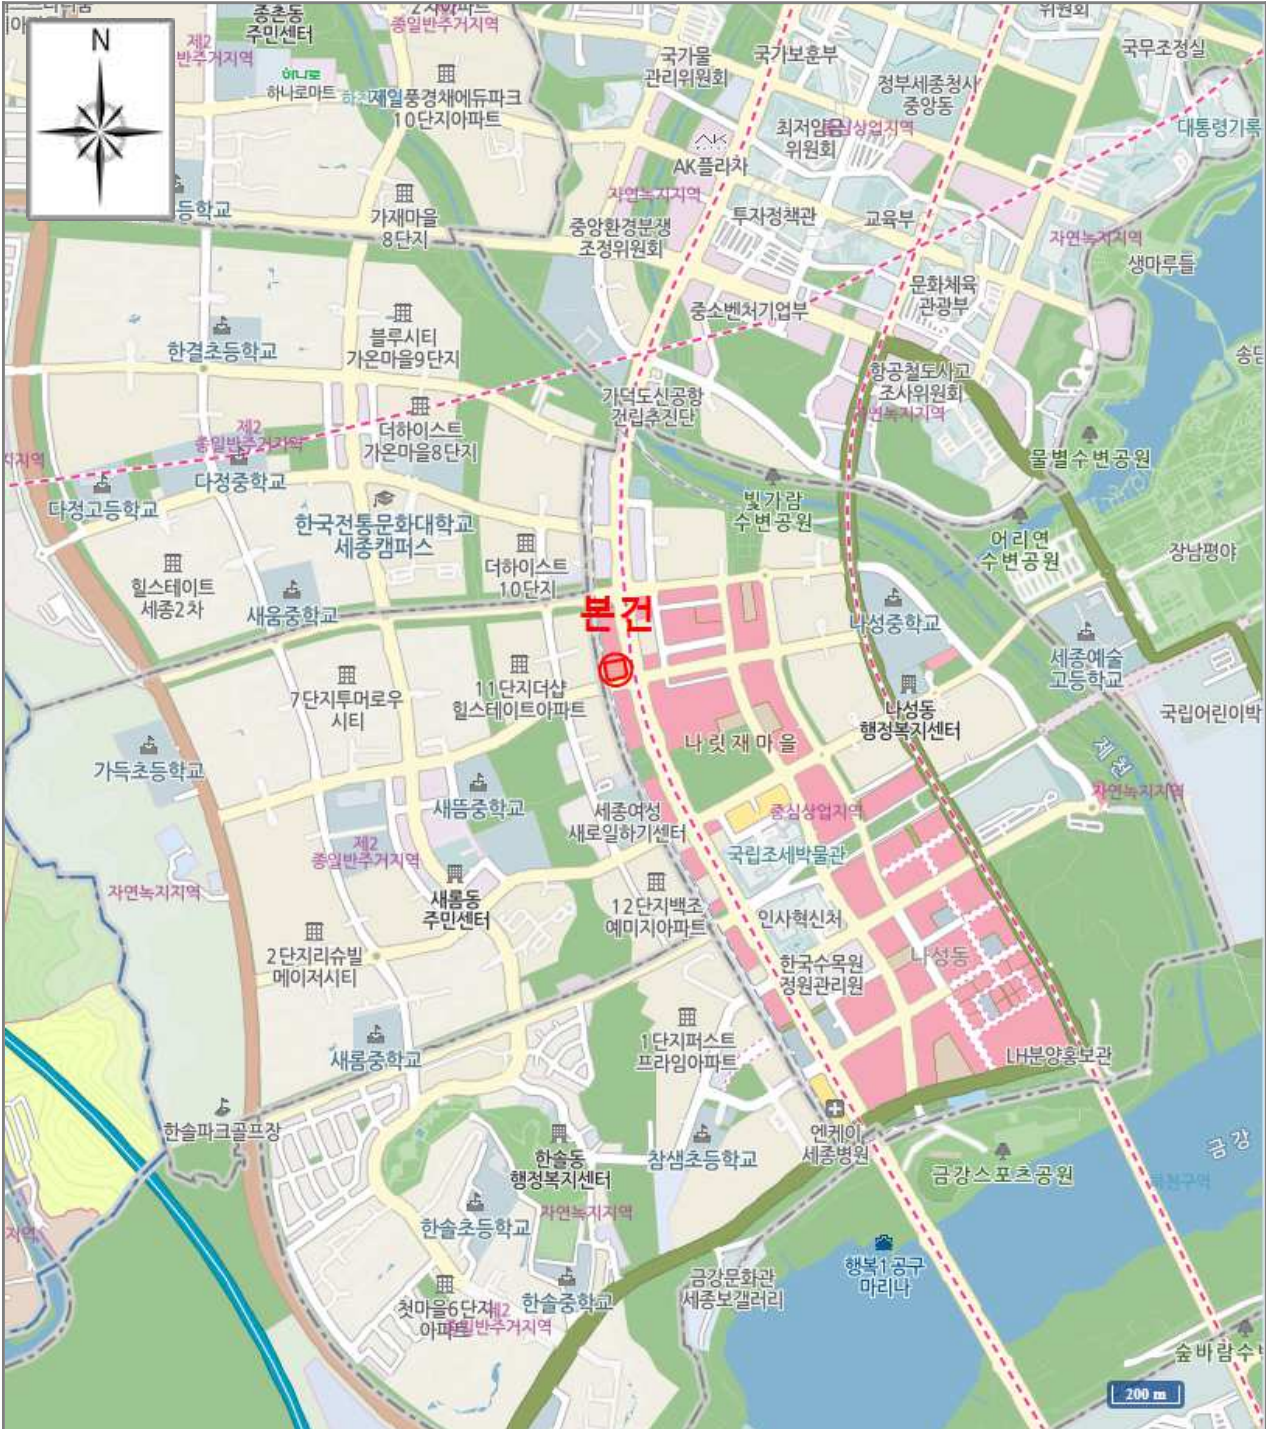 종촌동
주민센터
종일반주거지역
위원회
N
제2
반주거지역
하나로
하나로마트
국가물
관리위원회
국가보훈부
국무조정실
정부세종청사
중앙동
제일풍경채에듀파크
10단지아파트
최저임금
위원회
중심상업지역
대통령기록
AK
AK플라자
자연녹지지역
등학교
가재마을
8단지
중앙환경분쟁
조정위원회
투자정책관
교육부
자연녹지지역
생마루들
문화체육
관광부
중소벤처기업부
한결초등학교
블루시티
가온마을9단지
항공철도사고
조사위원회
자연녹지지역
가덕도신공항
건립추진단
더하이스트
가온마을8단지
제2
종일반주거지역
지지역
다정중학교
다정고등학교
물별수변공원
빛가람
수변공원
한국전통문화대학교
세종캠퍼스
어리연
수변공원
장남평야
더하이스트
10단지
힐스테이트
세종2차
새움중학교
본건
나성중학교
세종예술
고등학교
11단지더샵
힐스테이트아파트
7단지투머로우
시티
나성동
행정복지센터
국립어린이박
나릿재마을
가득초등학교
제천
자연녹지지역
새뜸중학교
세종여성
새로일하기센터
중심상업지역
제2
종일반주거지역
국립조세박물관
자연녹지지역
새롬동
주민센터
12단지백조
예미지아파트
인사혁신처
2단지리슈빌
메이저시티
한국수목원
정원관리원
나성동
새롬중학교
1단지퍼스트
프라임아파트
LH분양홍보관
한솔파크골프장
엔케이
세종병원
금강
한솔동
행정복지센터
참샘초등학교
금강스포츠공원
하천구역
한솔초등학교
자연녹지지역
지역
행복1공구
마리나
금강문화관
세종보갤러리
첫마을6단지
아파트
제2
종일반주거지역
한솔중학교
숲바람수
200 m